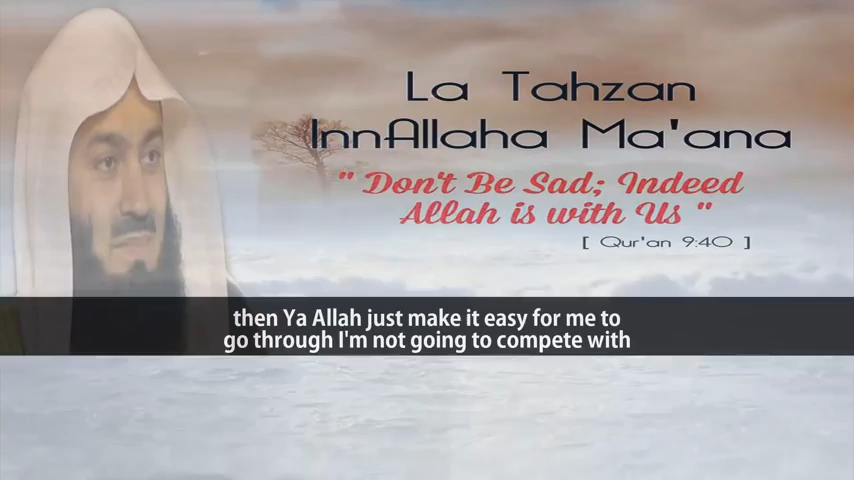 La Tahzan
InnAllaha Ma'ana
" Don't Be Sad; Indeed
Allah is with Us "
[ Qur'an 9:40 ]
then Ya Allah just make it easy for me to
go through I'm not going to compete with